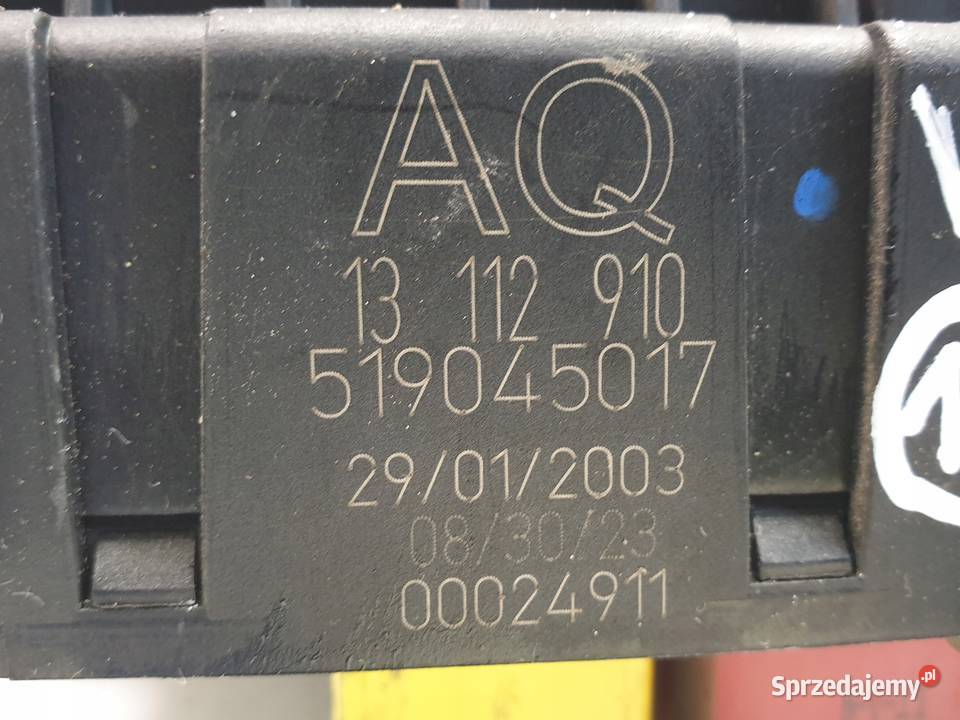 AQ
13 112 910
519045017
29/01/2003
08/30/23
00024911
Sprzedajemy.pl